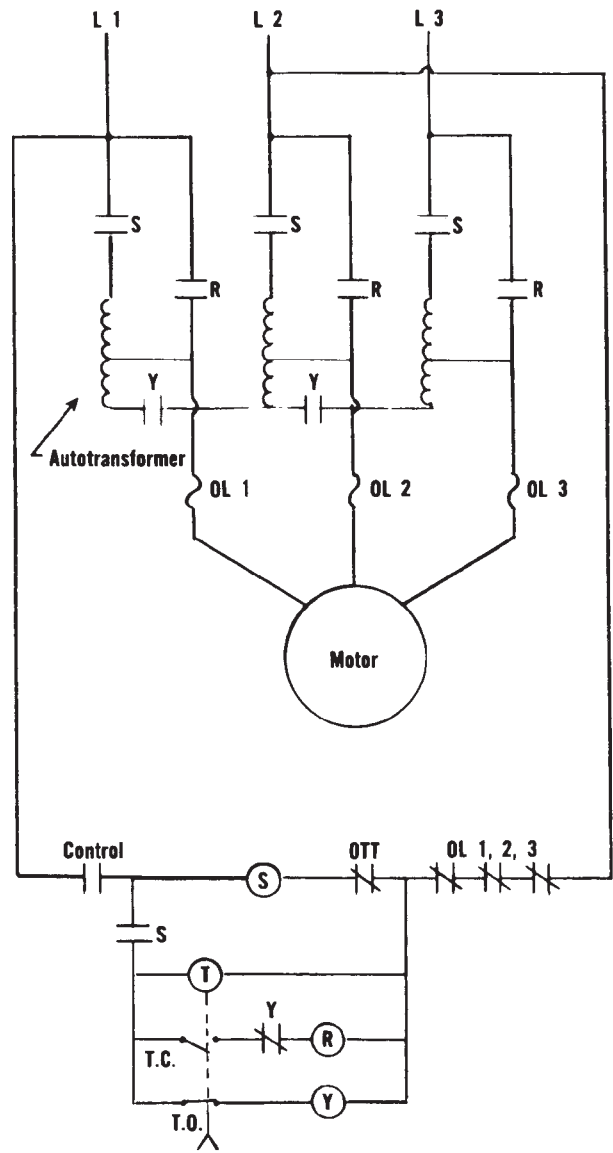 L 1 L 2 L 3
S S S
R R R
Y Y
Autotransformer
OL 1 OL 2 OL 3
Motor
Control OTT OL 1, 2, 3
S
S
T
Y
T.C. R
T.O. Y